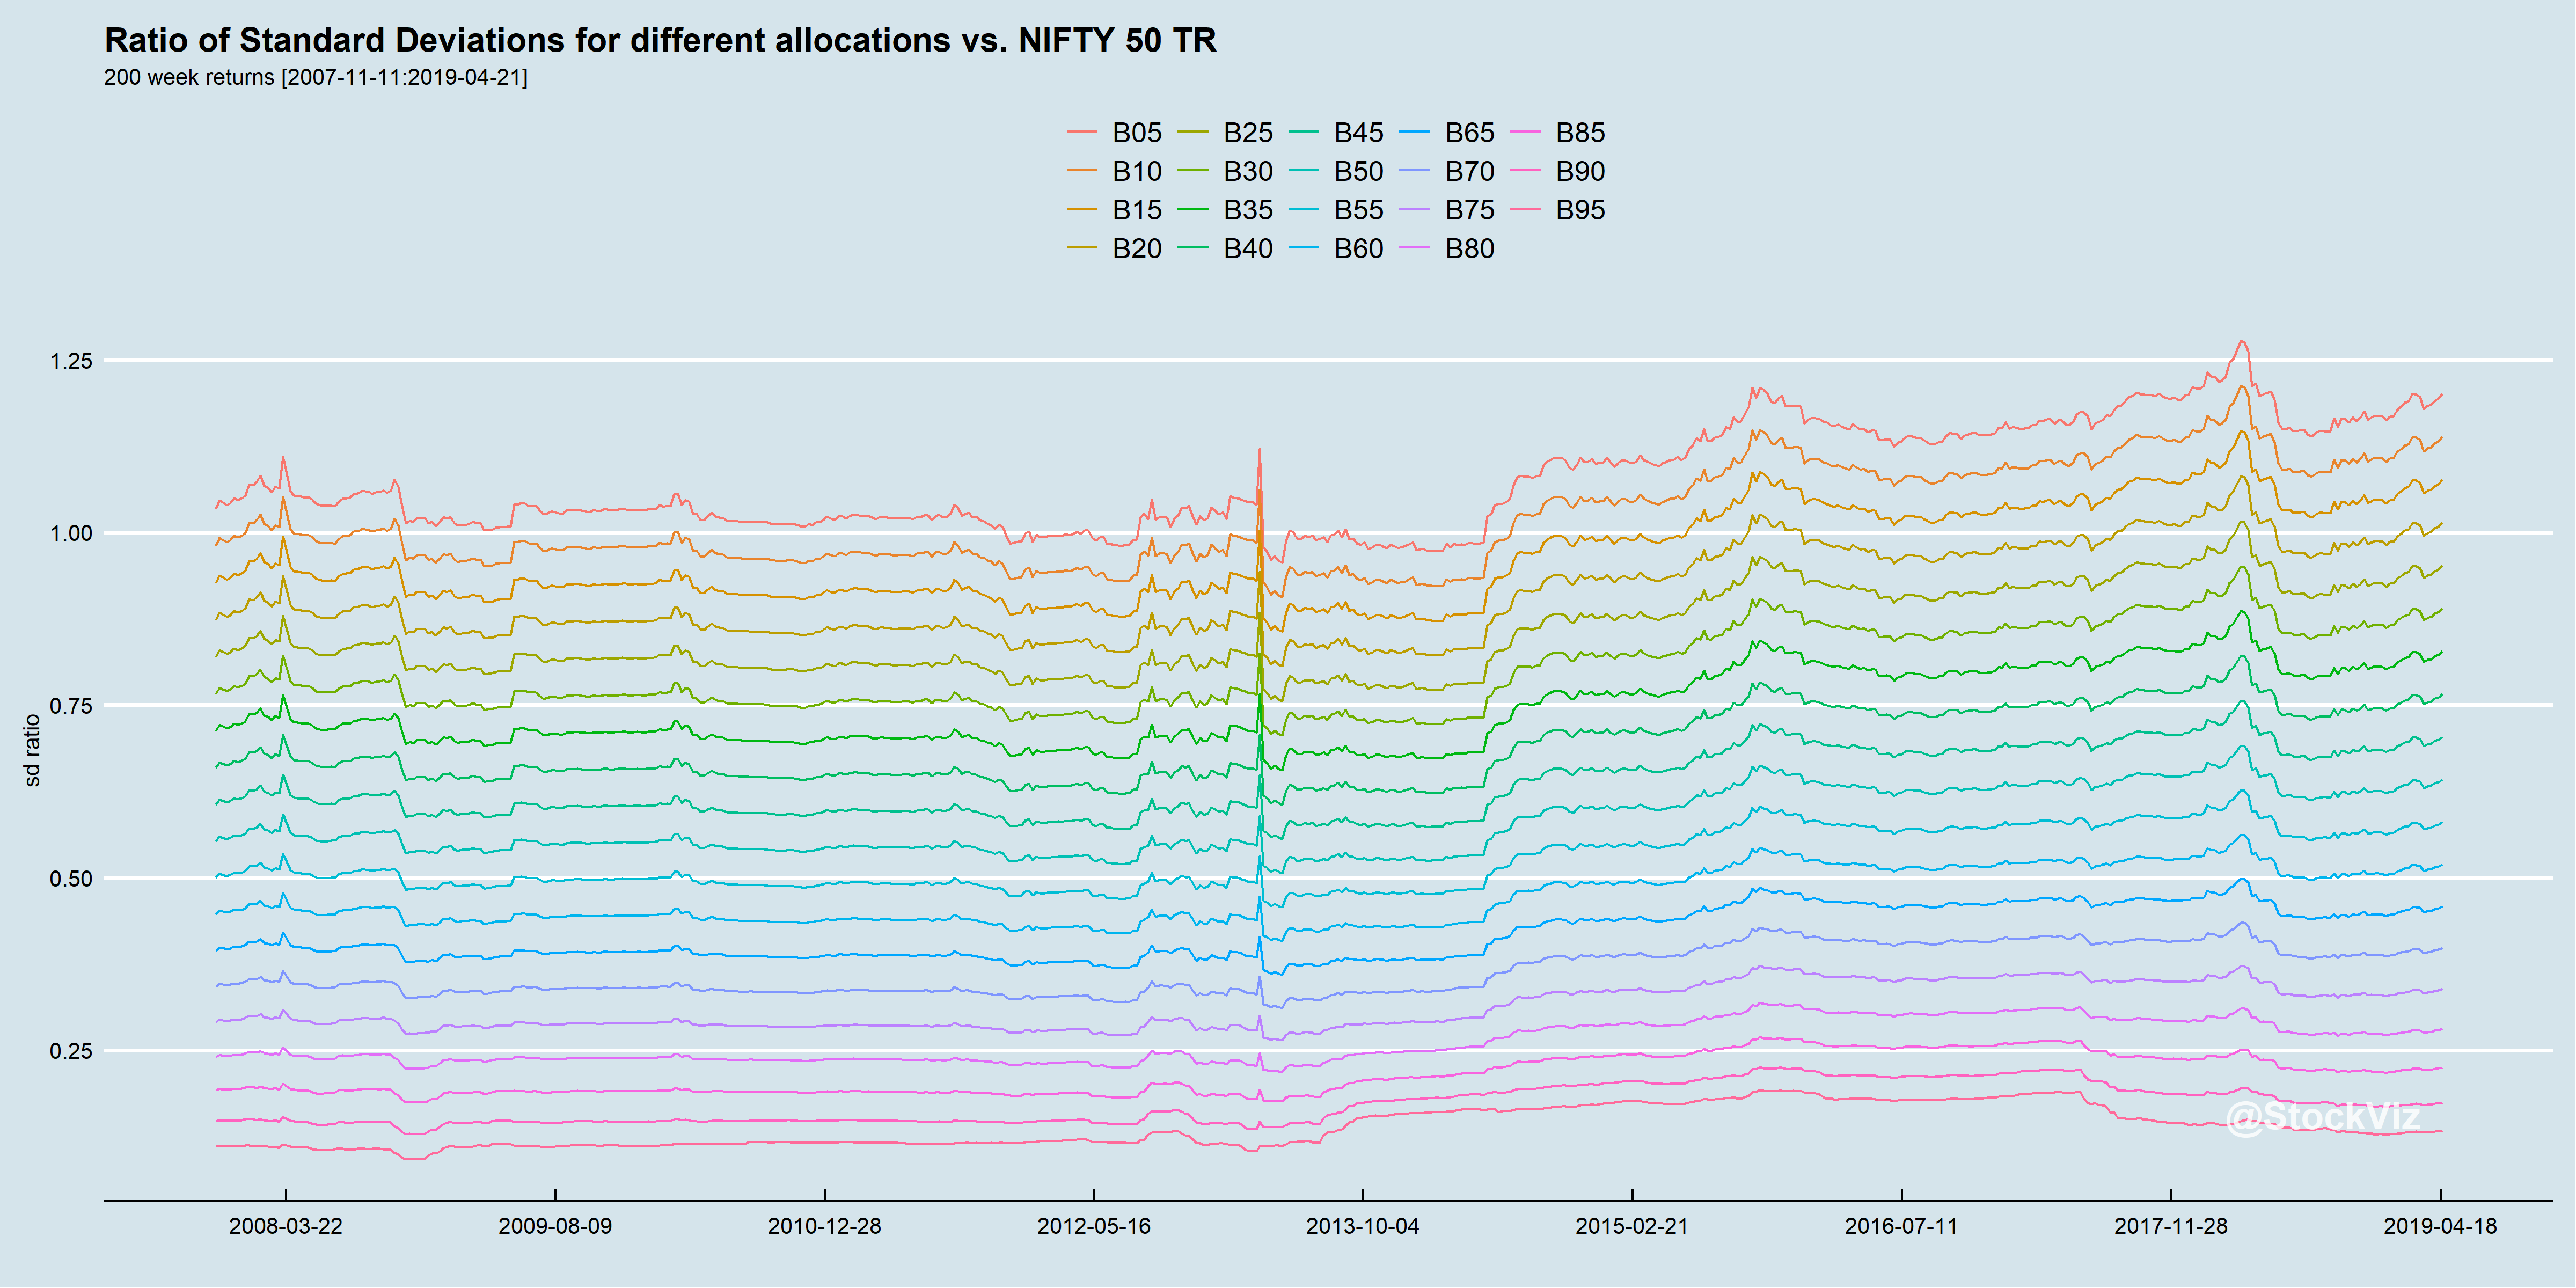 Ratio of Standard Deviations for different allocations vs. NIFTY 50 TR
200 week returns [2007-11-11:2019-04-21]
B05 B25 B45 B65 B85
B10 B30 B50 B70 B90
B15 B35 B55 B75 B95
B20 B40 B60 B80
1.25
1.00
0.75
0.50
0.25
sd ratio
@StockViz
2008-03-22 2009-08-09 2010-12-28 2012-05-16 2013-10-04 2015-02-21 2016-07-11 2017-11-28 2019-04-18